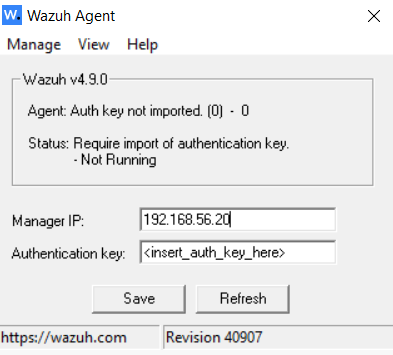 W. Wazuh Agent
Manage View Help
Wazuh v4.9.0
Agent: Auth key not imported. (0) - 0
Status: Require import of authentication key.
- Not Running
Manager IP: 192.168.56.20
Authentication key: <insert_auth_key_here>
Save Refresh
https://wazuh.com Revision 40907